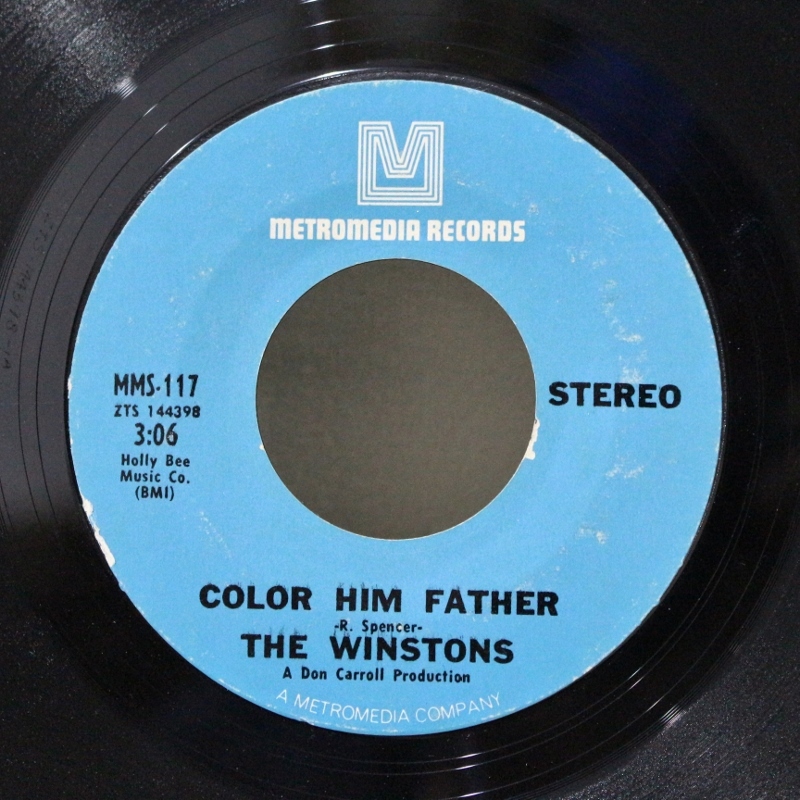 M
METROMEDIA RECORDS
MMS-117
ZTS 144398
3:06
Holly Bee
Music Co.
(BMI)
STEREO
COLOR HIM FATHER
-R. Spencer-
THE WINSTONS
A Don Carroll Production
A METROMEDIA COMPANY